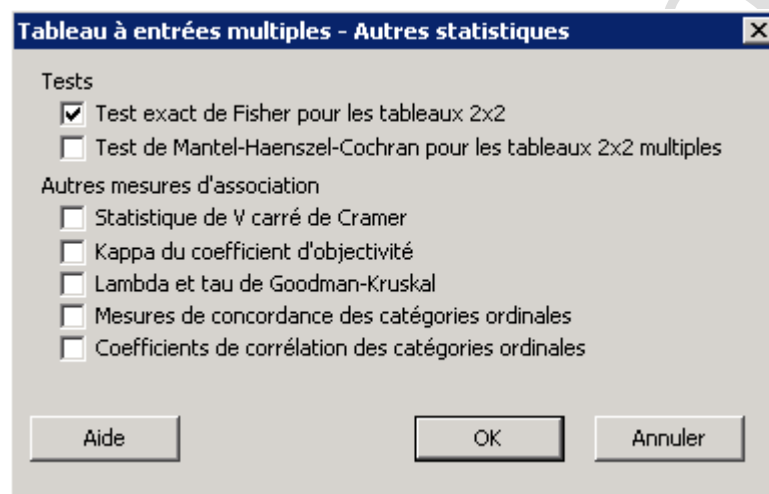 Tableau à entrées multiples - Autres statistiques
Tests
Test exact de Fisher pour les tableaux 2x2
Test de Mantel-Haenszel-Cochran pour les tableaux 2x2 multiples
Autres mesures d'association
Statistique de V carré de Cramer
Kappa du coefficient d'objectivité
Lambda et tau de Goodman-Kruskal
Mesures de concordance des catégories ordinales
Coefficients de corrélation des catégories ordinales
Aide
OK
Annuler